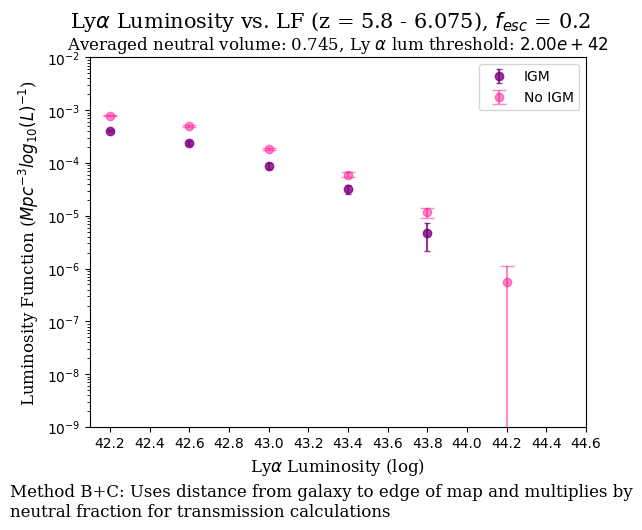 Lyα Luminosity vs. LF (z = 5.8 - 6.075), f_esc = 0.2
Averaged neutral volume: 0.745, Ly α lum threshold: 2.00e + 42
10^−2
10^−3
10^−4
10^−5
10^−6
10^−7
10^−8
10^−9
Luminosity Function (Mpc^−3 log_10(L)^−1)
IGM
No IGM
42.2 42.4 42.6 42.8 43.0 43.2 43.4 43.6 43.8 44.0 44.2 44.4 44.6
Lyα Luminosity (log)
Method B+C: Uses distance from galaxy to edge of map and multiplies by
neutral fraction for transmission calculations